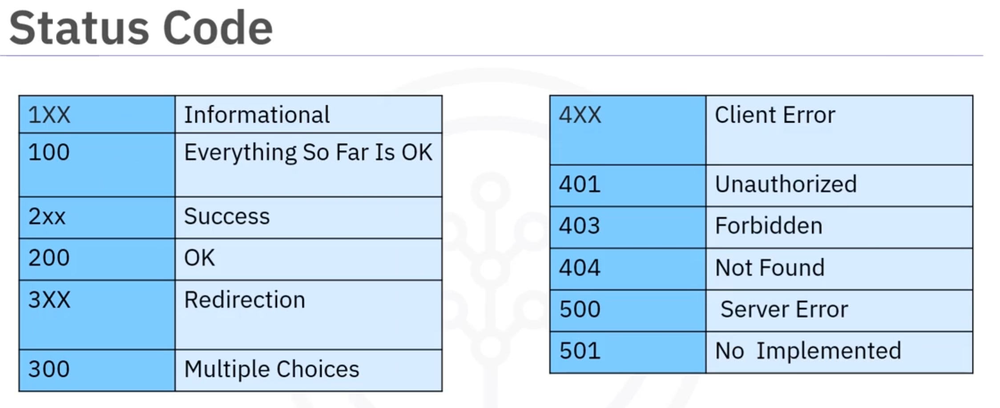 Status Code
1XX Informational
100 Everything So Far Is OK
2xx Success
200 OK
3XX Redirection
300 Multiple Choices
4XX Client Error
401 Unauthorized
403 Forbidden
404 Not Found
500 Server Error
501 No Implemented